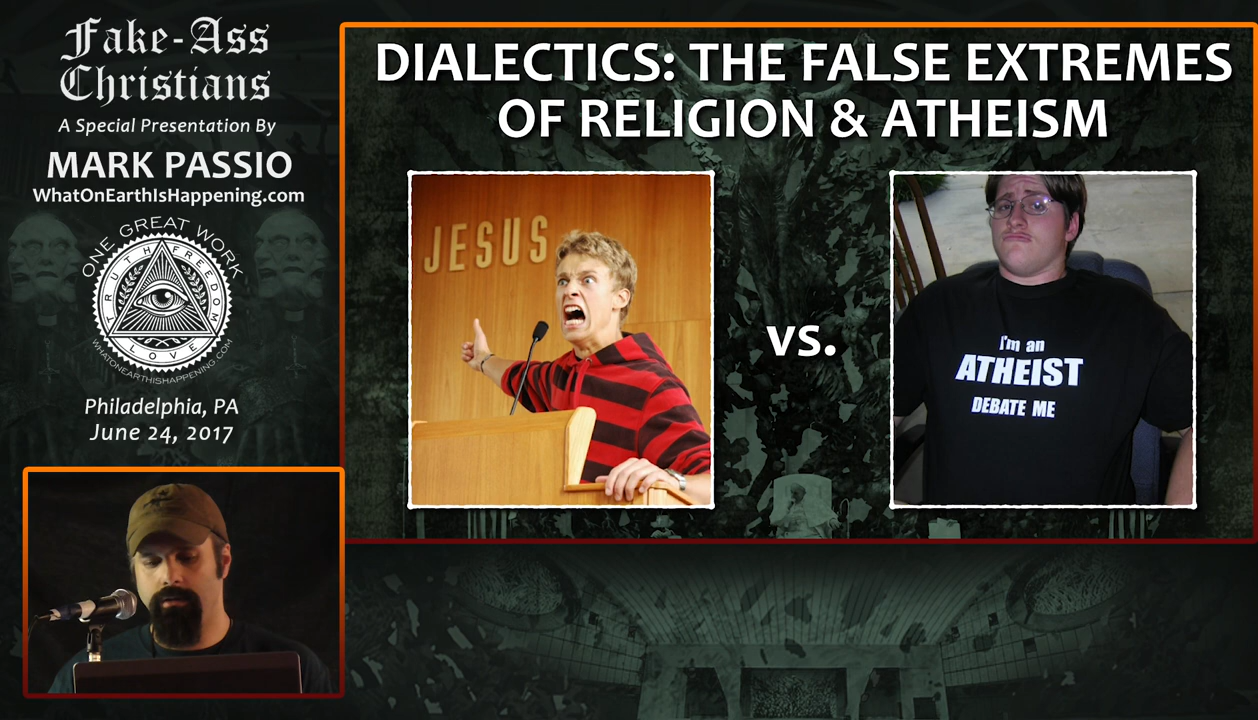 Fake-Ass
Christians
A Special Presentation By
MARK PASSIO
WhatOnEarthIsHappening.com
ONE GREAT WORK
TRUTH FREEDOM
LOVE
WHATONEARTHISHAPPENING.COM
Philadelphia, PA
June 24, 2017
DIALECTICS: THE FALSE EXTREMES
OF RELIGION & ATHEISM
JESUS
vs.
I'm an
ATHEIST
DEBATE ME